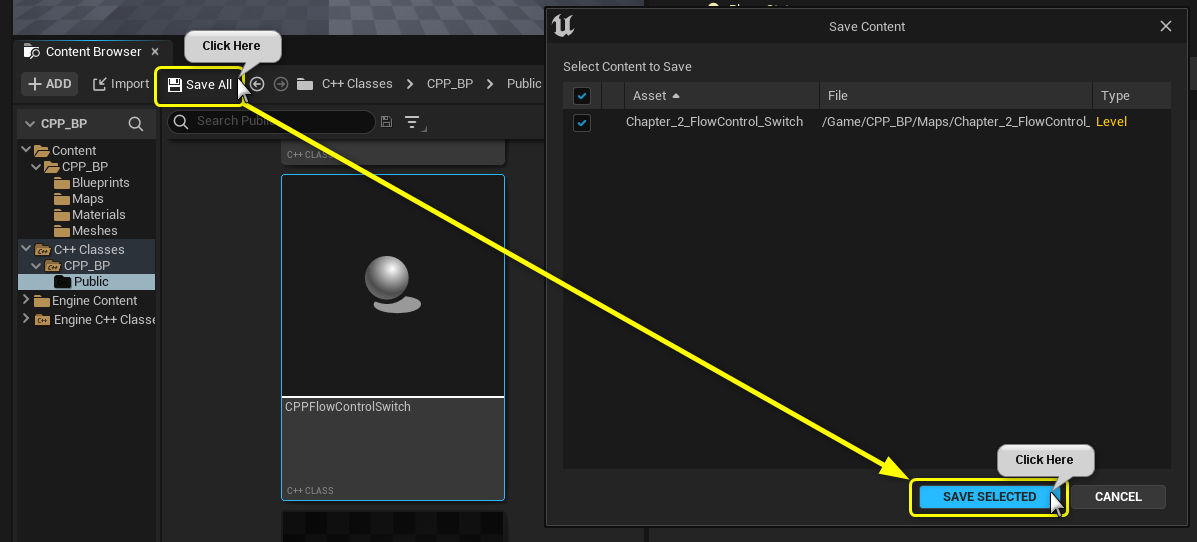 Save Content
Content Browser
Click Here
ADD
Import
Save All
C++ Classes
CPP_BP
Public
CPP_BP
Content
CPP_BP
Blueprints
Maps
Materials
Meshes
C++ Classes
CPP_BP
Public
Engine Content
Engine C++ Classe
Search Publ
C++ CLASS
CPPFlowControlSwitch
C++ CLASS
Select Content to Save
Asset File Type
Chapter_2_FlowControl_Switch /Game/CPP_BP/Maps/Chapter_2_FlowControl_ Level
Click Here
SAVE SELECTED
CANCEL